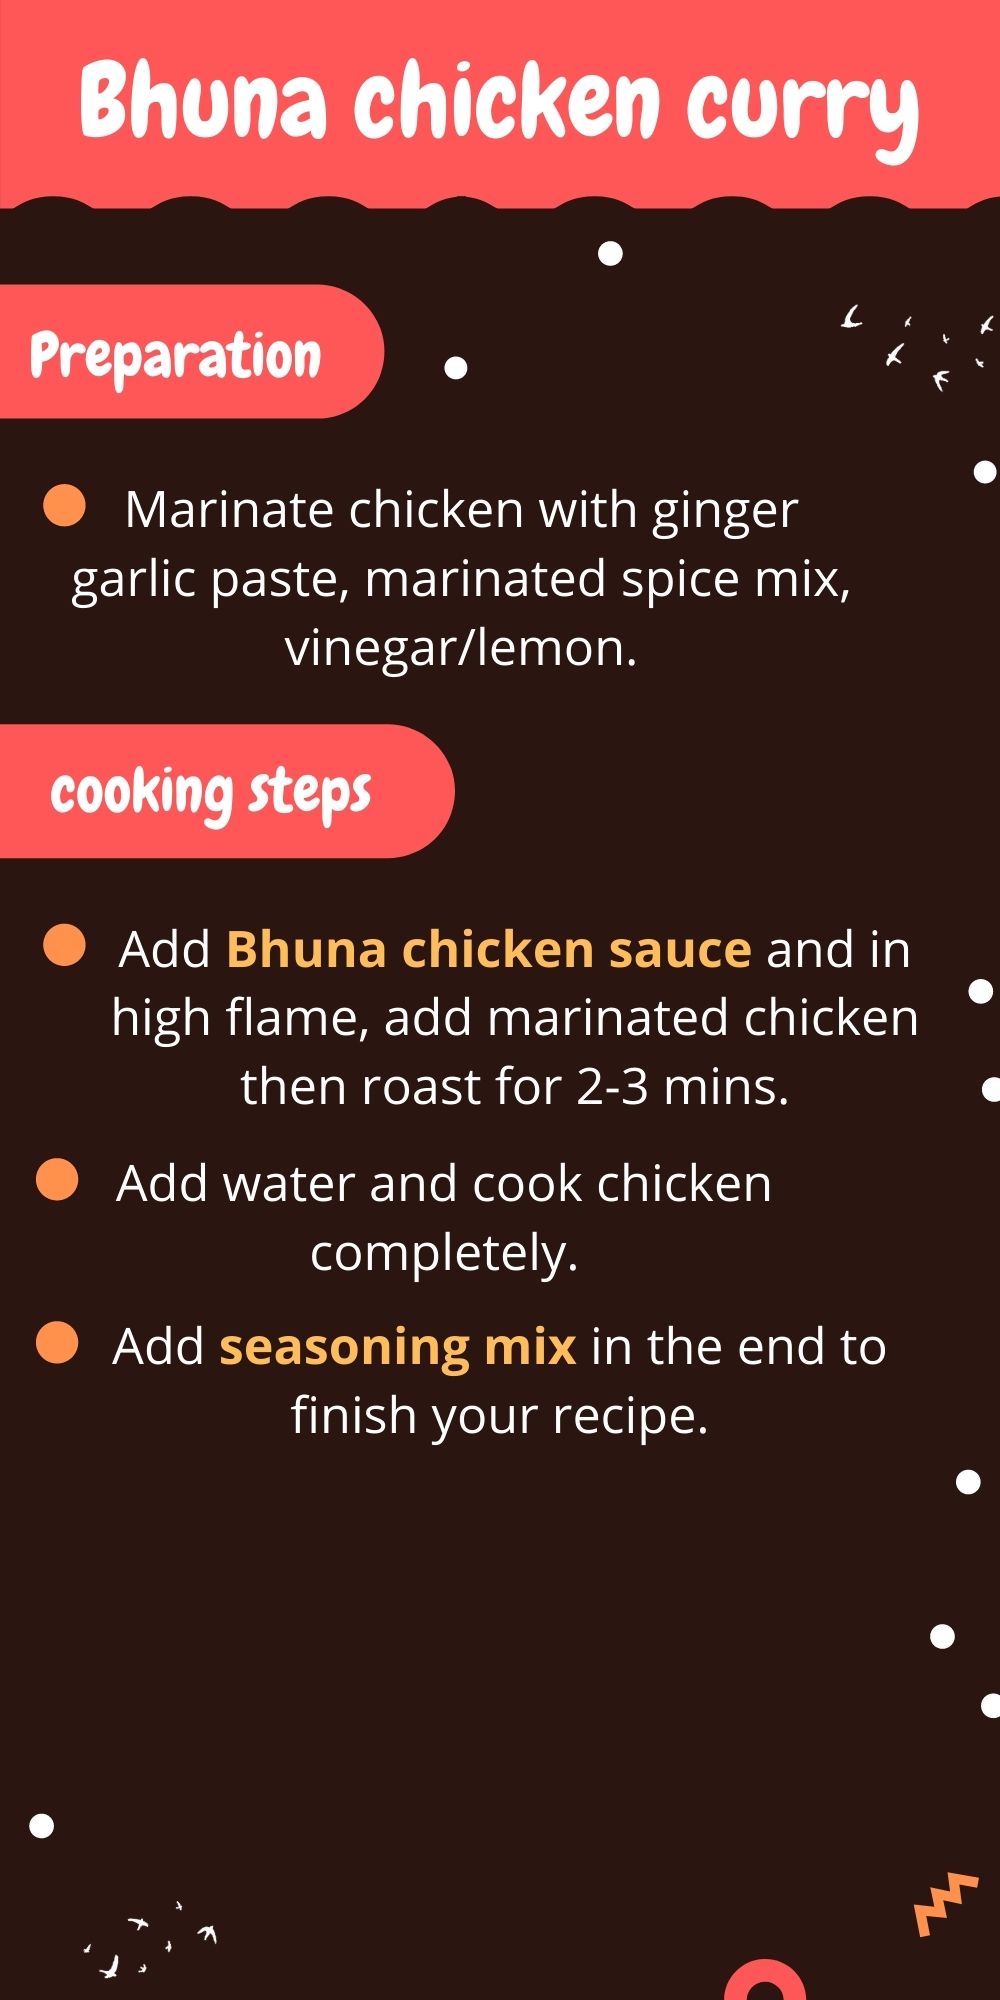 Bhuna chicken curry
Preparation
Marinate chicken with ginger
garlic paste, marinated spice mix,
vinegar/lemon.
cooking steps
Add Bhuna chicken sauce and in
high flame, add marinated chicken
then roast for 2-3 mins.
Add water and cook chicken
completely.
Add seasoning mix in the end to
finish your recipe.